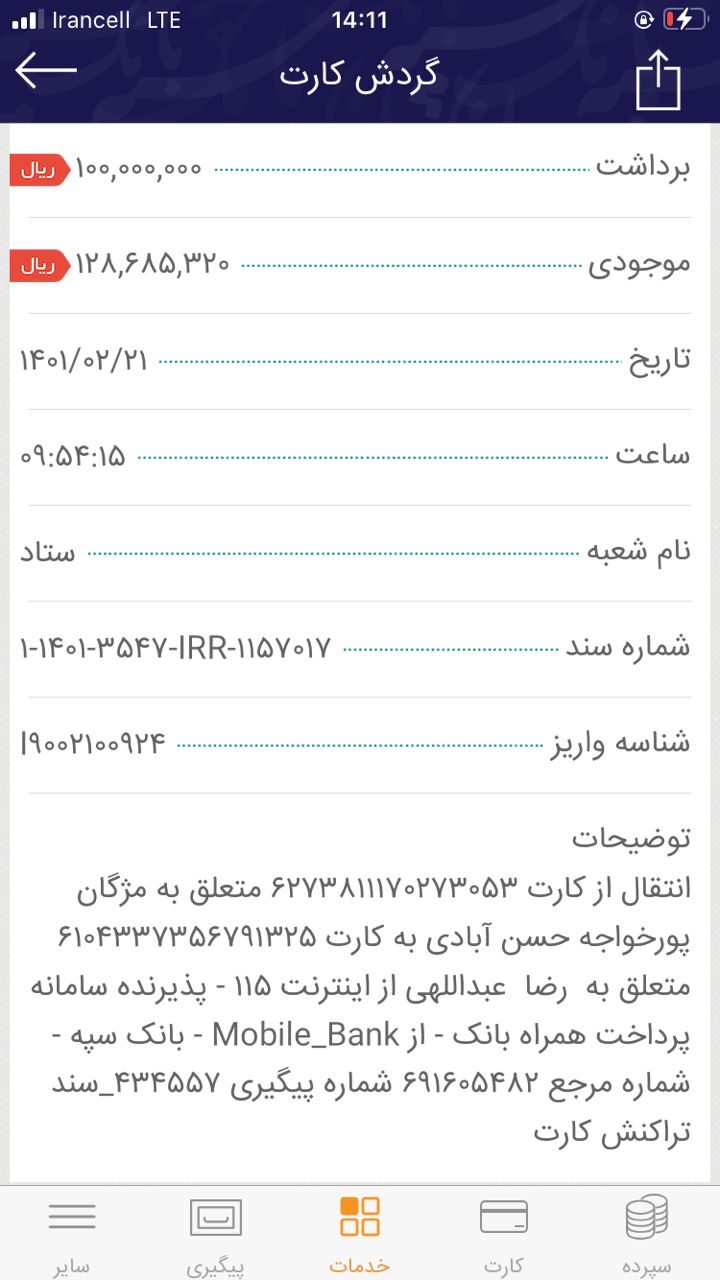 Irancell LTE 14:11
گردش کارت
برداشت ۱۰۰,۰۰۰,۰۰۰ ریال
موجودی ۱۲۸,۶۸۵,۳۲۰ ریال
تاریخ ۱۴۰۱/۰۲/۲۱
ساعت ۰۹:۵۴:۱۵
نام شعبه ستاد
شماره سند ۱-۱۴۰۱-۳۵۴۷-IRR-۱۱۵۷۰۱۷
شناسه واریز I۹۰۰۲۱۰۰۹۲۴
توضیحات
انتقال از کارت ۶۲۷۳۸۱۱۱۷۰۲۷۳۰۵۳ متعلق به مژگان
پورخواجه حسن آبادی به کارت ۶۱۰۴۳۳۷۳۵۶۷۹۱۳۲۵
متعلق به رضا عبداللهی از اینترنت ۱۱۵ - پذیرنده سامانه
پرداخت همراه بانک - از Mobile_Bank - بانک سپه -
شماره مرجع ۶۹۱۶۰۵۴۸۲ شماره پیگیری ۴۳۴۵۵۷_سند
تراکنش کارت
سپرده کارت خدمات پیگیری سایر